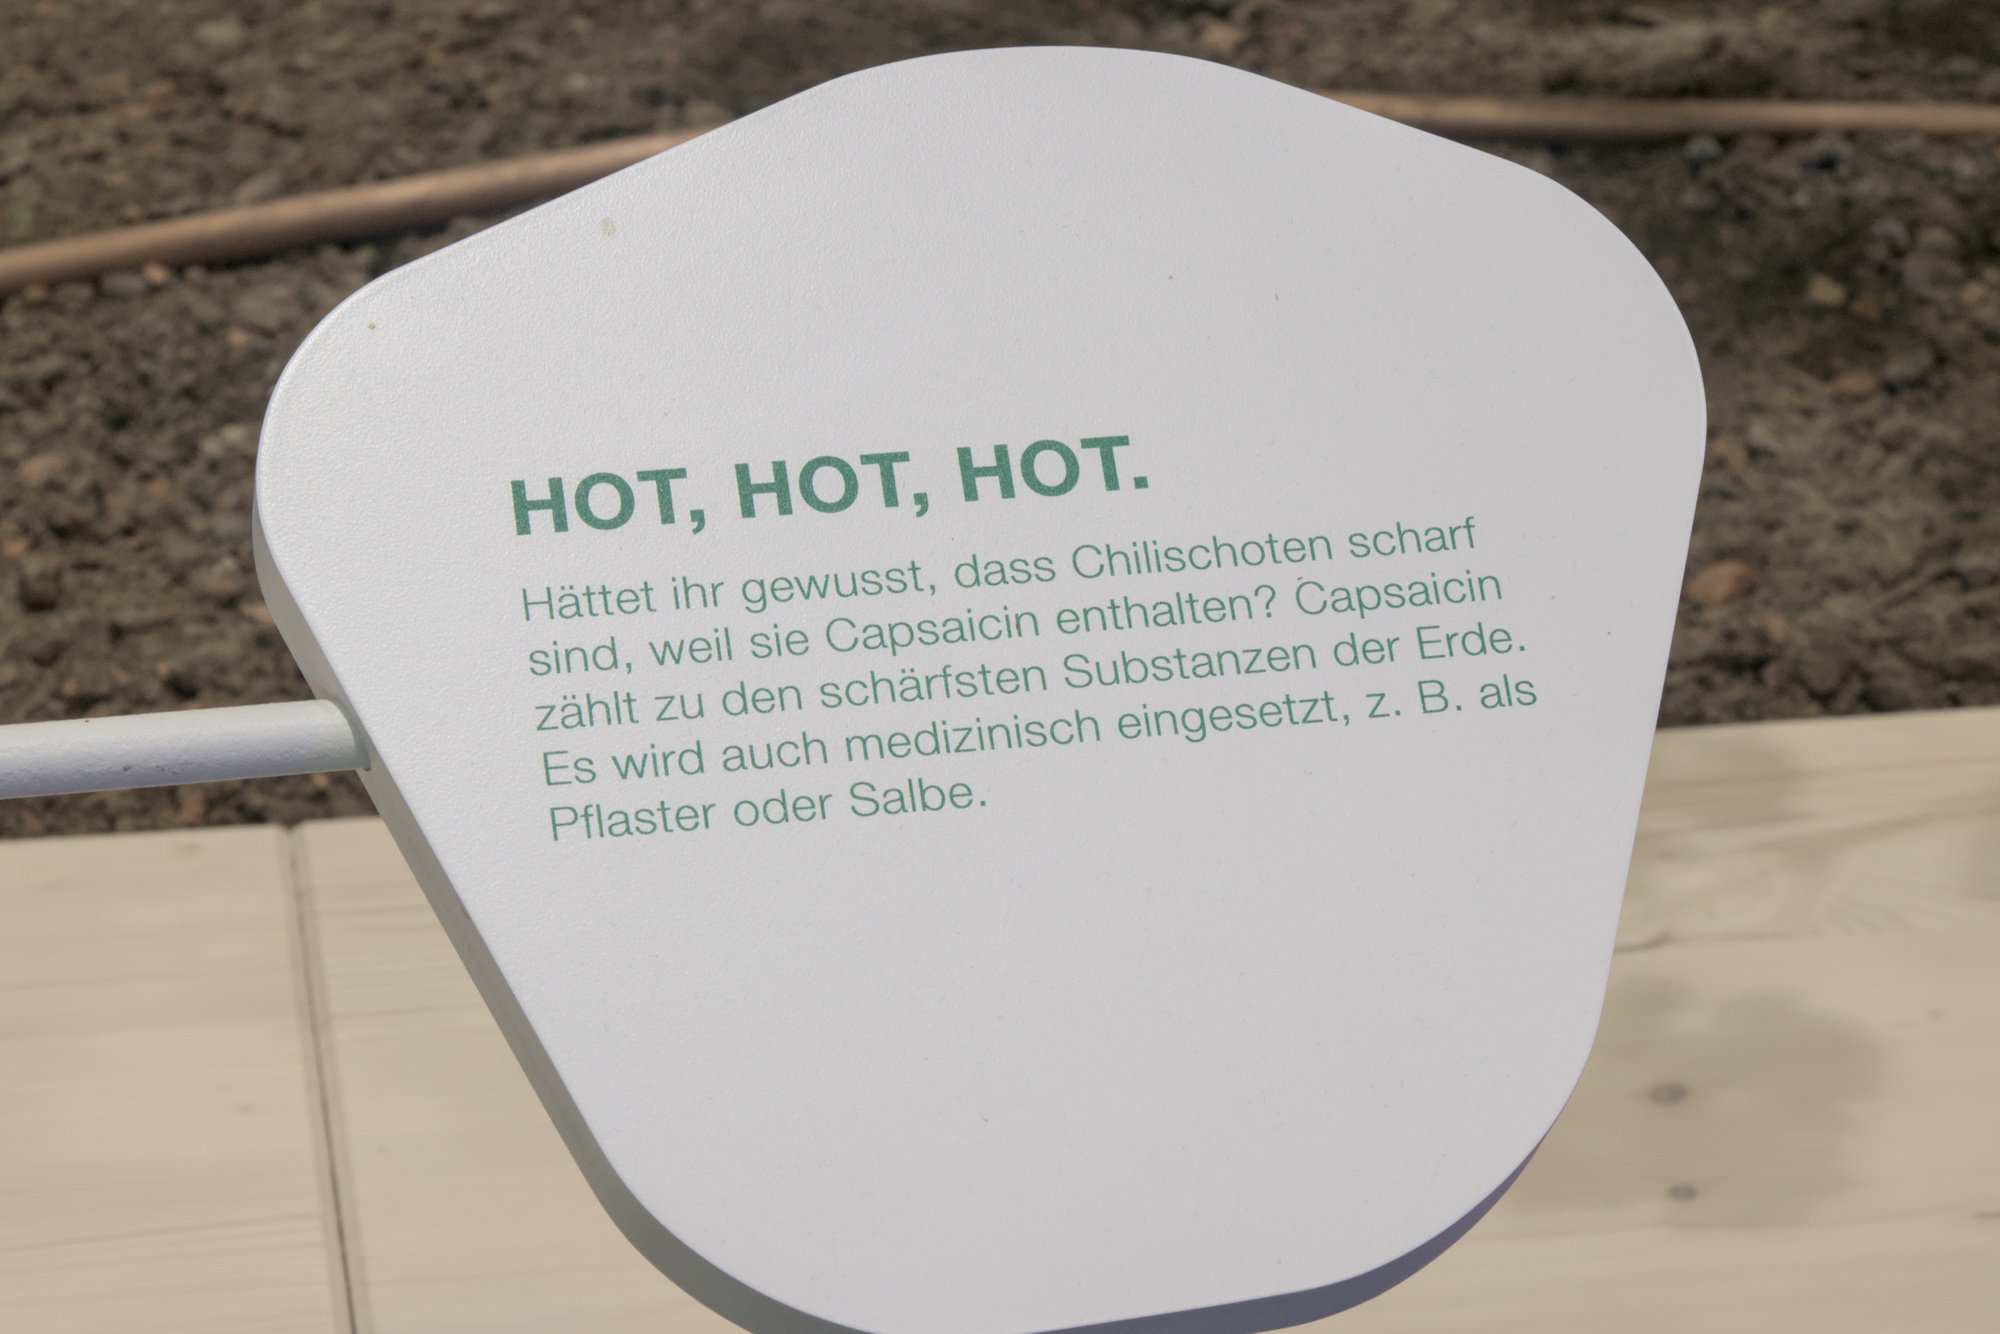 HOT, HOT, HOT.
Hättet ihr gewusst, dass Chilischoten scharf
sind, weil sie Capsaicin enthalten? Capsaicin
zählt zu den schärfsten Substanzen der Erde.
Es wird auch medizinisch eingesetzt, z. B. als
Pflaster oder Salbe.